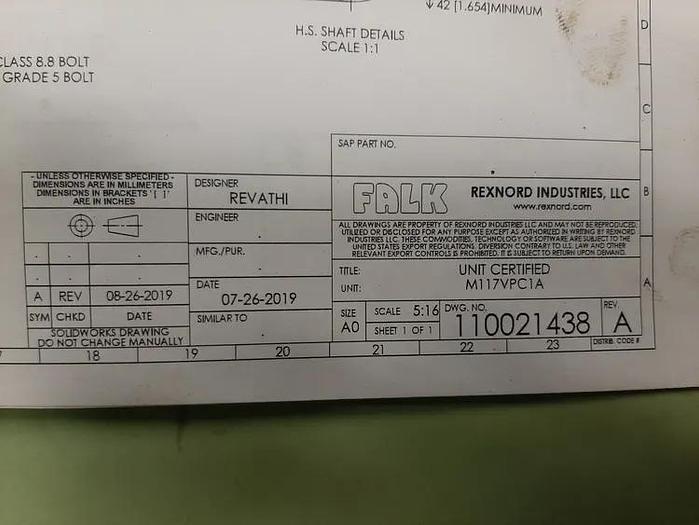 42 [1.654]MINIMUM
H.S. SHAFT DETAILS
SCALE 1:1
CLASS 8.8 BOLT
GRADE 5 BOLT
D
C
B
A
SAP PART NO.
- UNLESS OTHERWISE SPECIFIED -
DIMENSIONS ARE IN MILLIMETERS
DIMENSIONS IN BRACKETS '[ ]'
ARE IN INCHES
DESIGNER
REVATHI
ENGINEER
MFG./PUR.
DATE
07-26-2019
SIMILAR TO
A REV 08-26-2019
SYM CHKD DATE
SOLIDWORKS DRAWING
DO NOT CHANGE MANUALLY
FALK REXNORD INDUSTRIES, LLC
www.rexnord.com
ALL DRAWINGS ARE PROPERTY OF REXNORD INDUSTRIES LLC AND MAY NOT BE REPRODUCED,
UTILIZED OR DISCLOSED FOR ANY PURPOSE EXCEPT AS AUTHORIZED IN WRITING BY REXNORD
INDUSTRIES LLC. THESE COMMODITIES, TECHNOLOGY OR SOFTWARE ARE SUBJECT TO THE
UNITED STATES EXPORT REGULATIONS. DIVERSION CONTRARY TO U.S. LAW AND OTHER
RELEVANT EXPORT CONTROLS IS PROHIBITED. IT IS SUBJECT TO RETURN UPON DEMAND.
TITLE: UNIT CERTIFIED
UNIT: M117VPC1A
SIZE
A0
SCALE 5:16
SHEET 1 OF 1
DWG. NO.
110021438
REV.
A
DISTRIB. CODE #
18 19 20 21 22 23